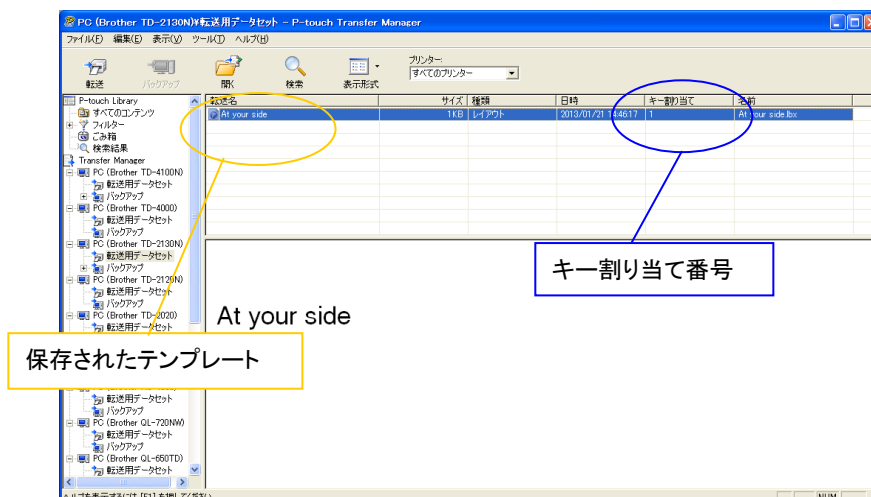 PC (Brother TD-2130N)¥転送用データセット - P-touch Transfer Manager
ファイル(F) 編集(E) 表示(V) ツール(T) ヘルプ(H)
転送 バックアップ 開く 検索 表示形式 プリンター:
すべてのプリンター
転送名 サイズ 種類 日時 キー割り当て 名前
At your side 1KB レイアウト 2013/01/21 14:46:17 1 At your side.lbx
P-touch Library
すべてのコンテンツ
フィルター
ごみ箱
検索結果
Transfer Manager
PC (Brother TD-4100N)
転送用データセット
バックアップ
PC (Brother TD-4000)
転送用データセット
バックアップ
PC (Brother TD-2130N)
転送用データセット
バックアップ
PC (Brother TD-2120N)
転送用データセット
バックアップ
PC (Brother TD-2020)
転送用データセット
転送用データセット
バックアップ
PC (Brother QL-720NW)
転送用データセット
バックアップ
PC (Brother QL-650TD)
転送用データセット
At your side
キー割り当て番号
保存されたテンプレート
NUM